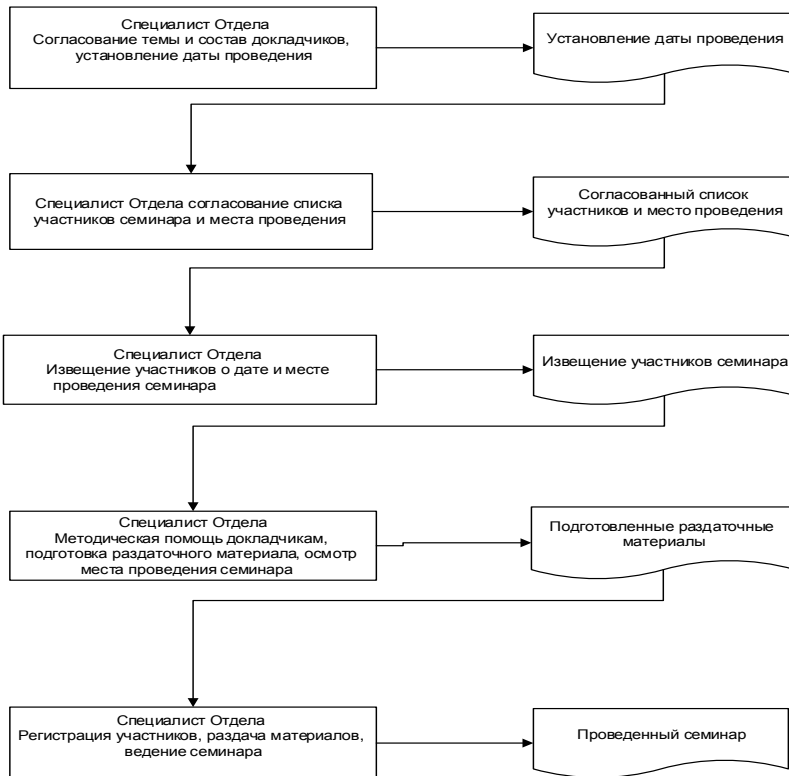 Специалист Отдела
Согласование темы и состав докладчиков,
установление даты проведения
Установление даты проведения
Специалист Отдела согласование списка
участников семинара и места проведения
Согласованный список
участников и место проведения
Специалист Отдела
Извещение участников о дате и месте
проведения семинара
Извещение участников семинара
Специалист Отдела
Методическая помощь докладчикам,
подготовка раздаточного материала, осмотр
места проведения семинара
Подготовленные раздаточные
материалы
Специалист Отдела
Регистрация участников, раздача материалов,
ведение семинара
Проведенный семинар